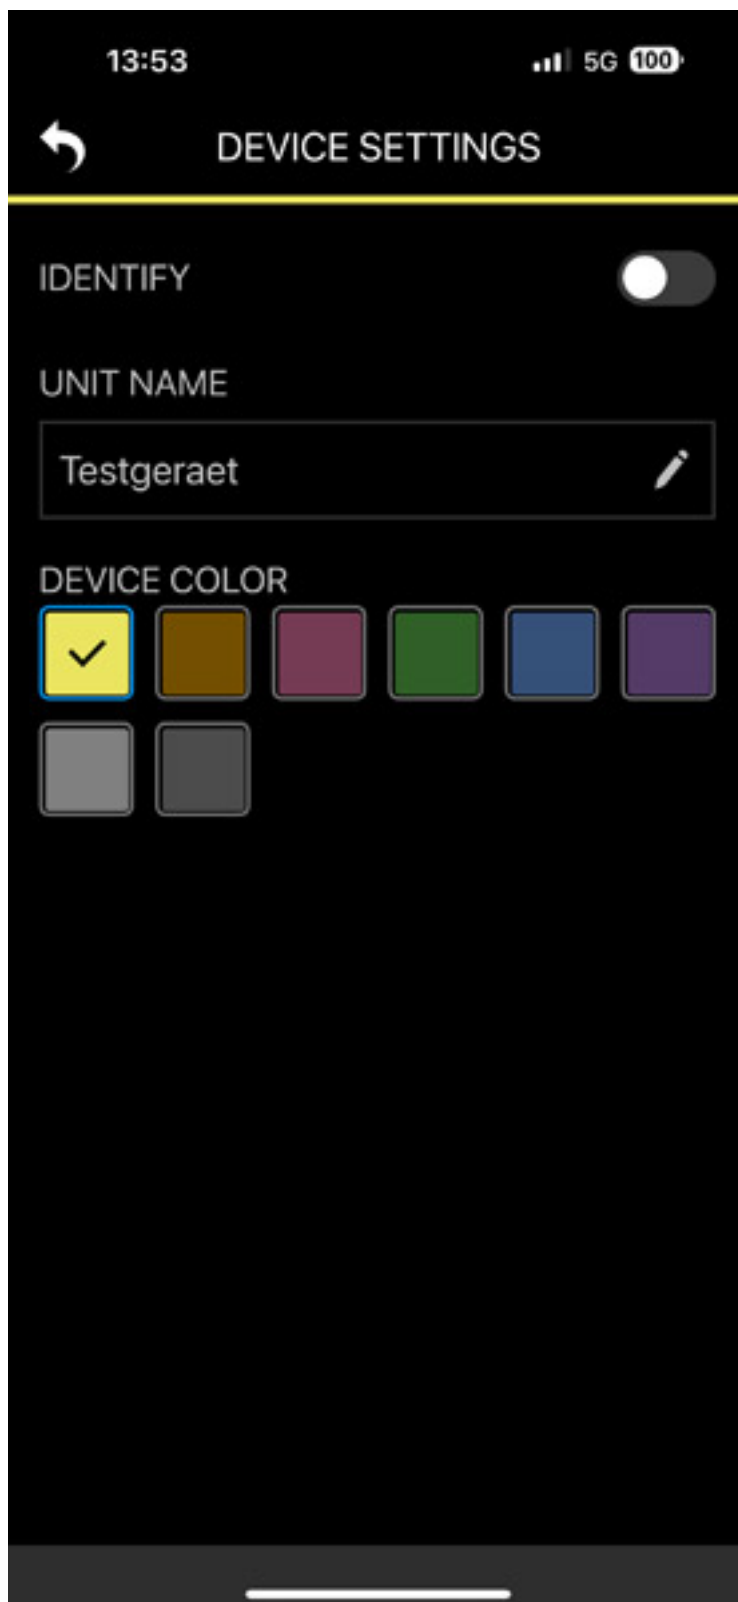 13:53 5G 100
DEVICE SETTINGS
IDENTIFY
UNIT NAME
Testgeraet
DEVICE COLOR